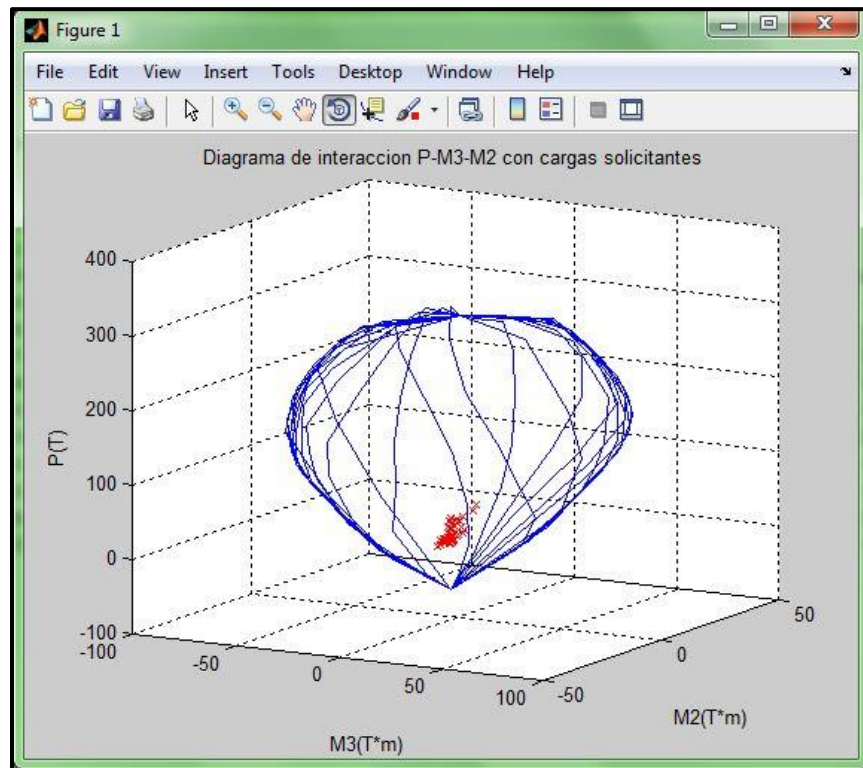 Figure 1
File Edit View Insert Tools Desktop Window Help
Diagrama de interaccion P-M3-M2 con cargas solicitantes
400
300
200
100
0
-100
P(T)
-100
-50
0
50
100
M3(T*m)
-50
0
50
M2(T*m)